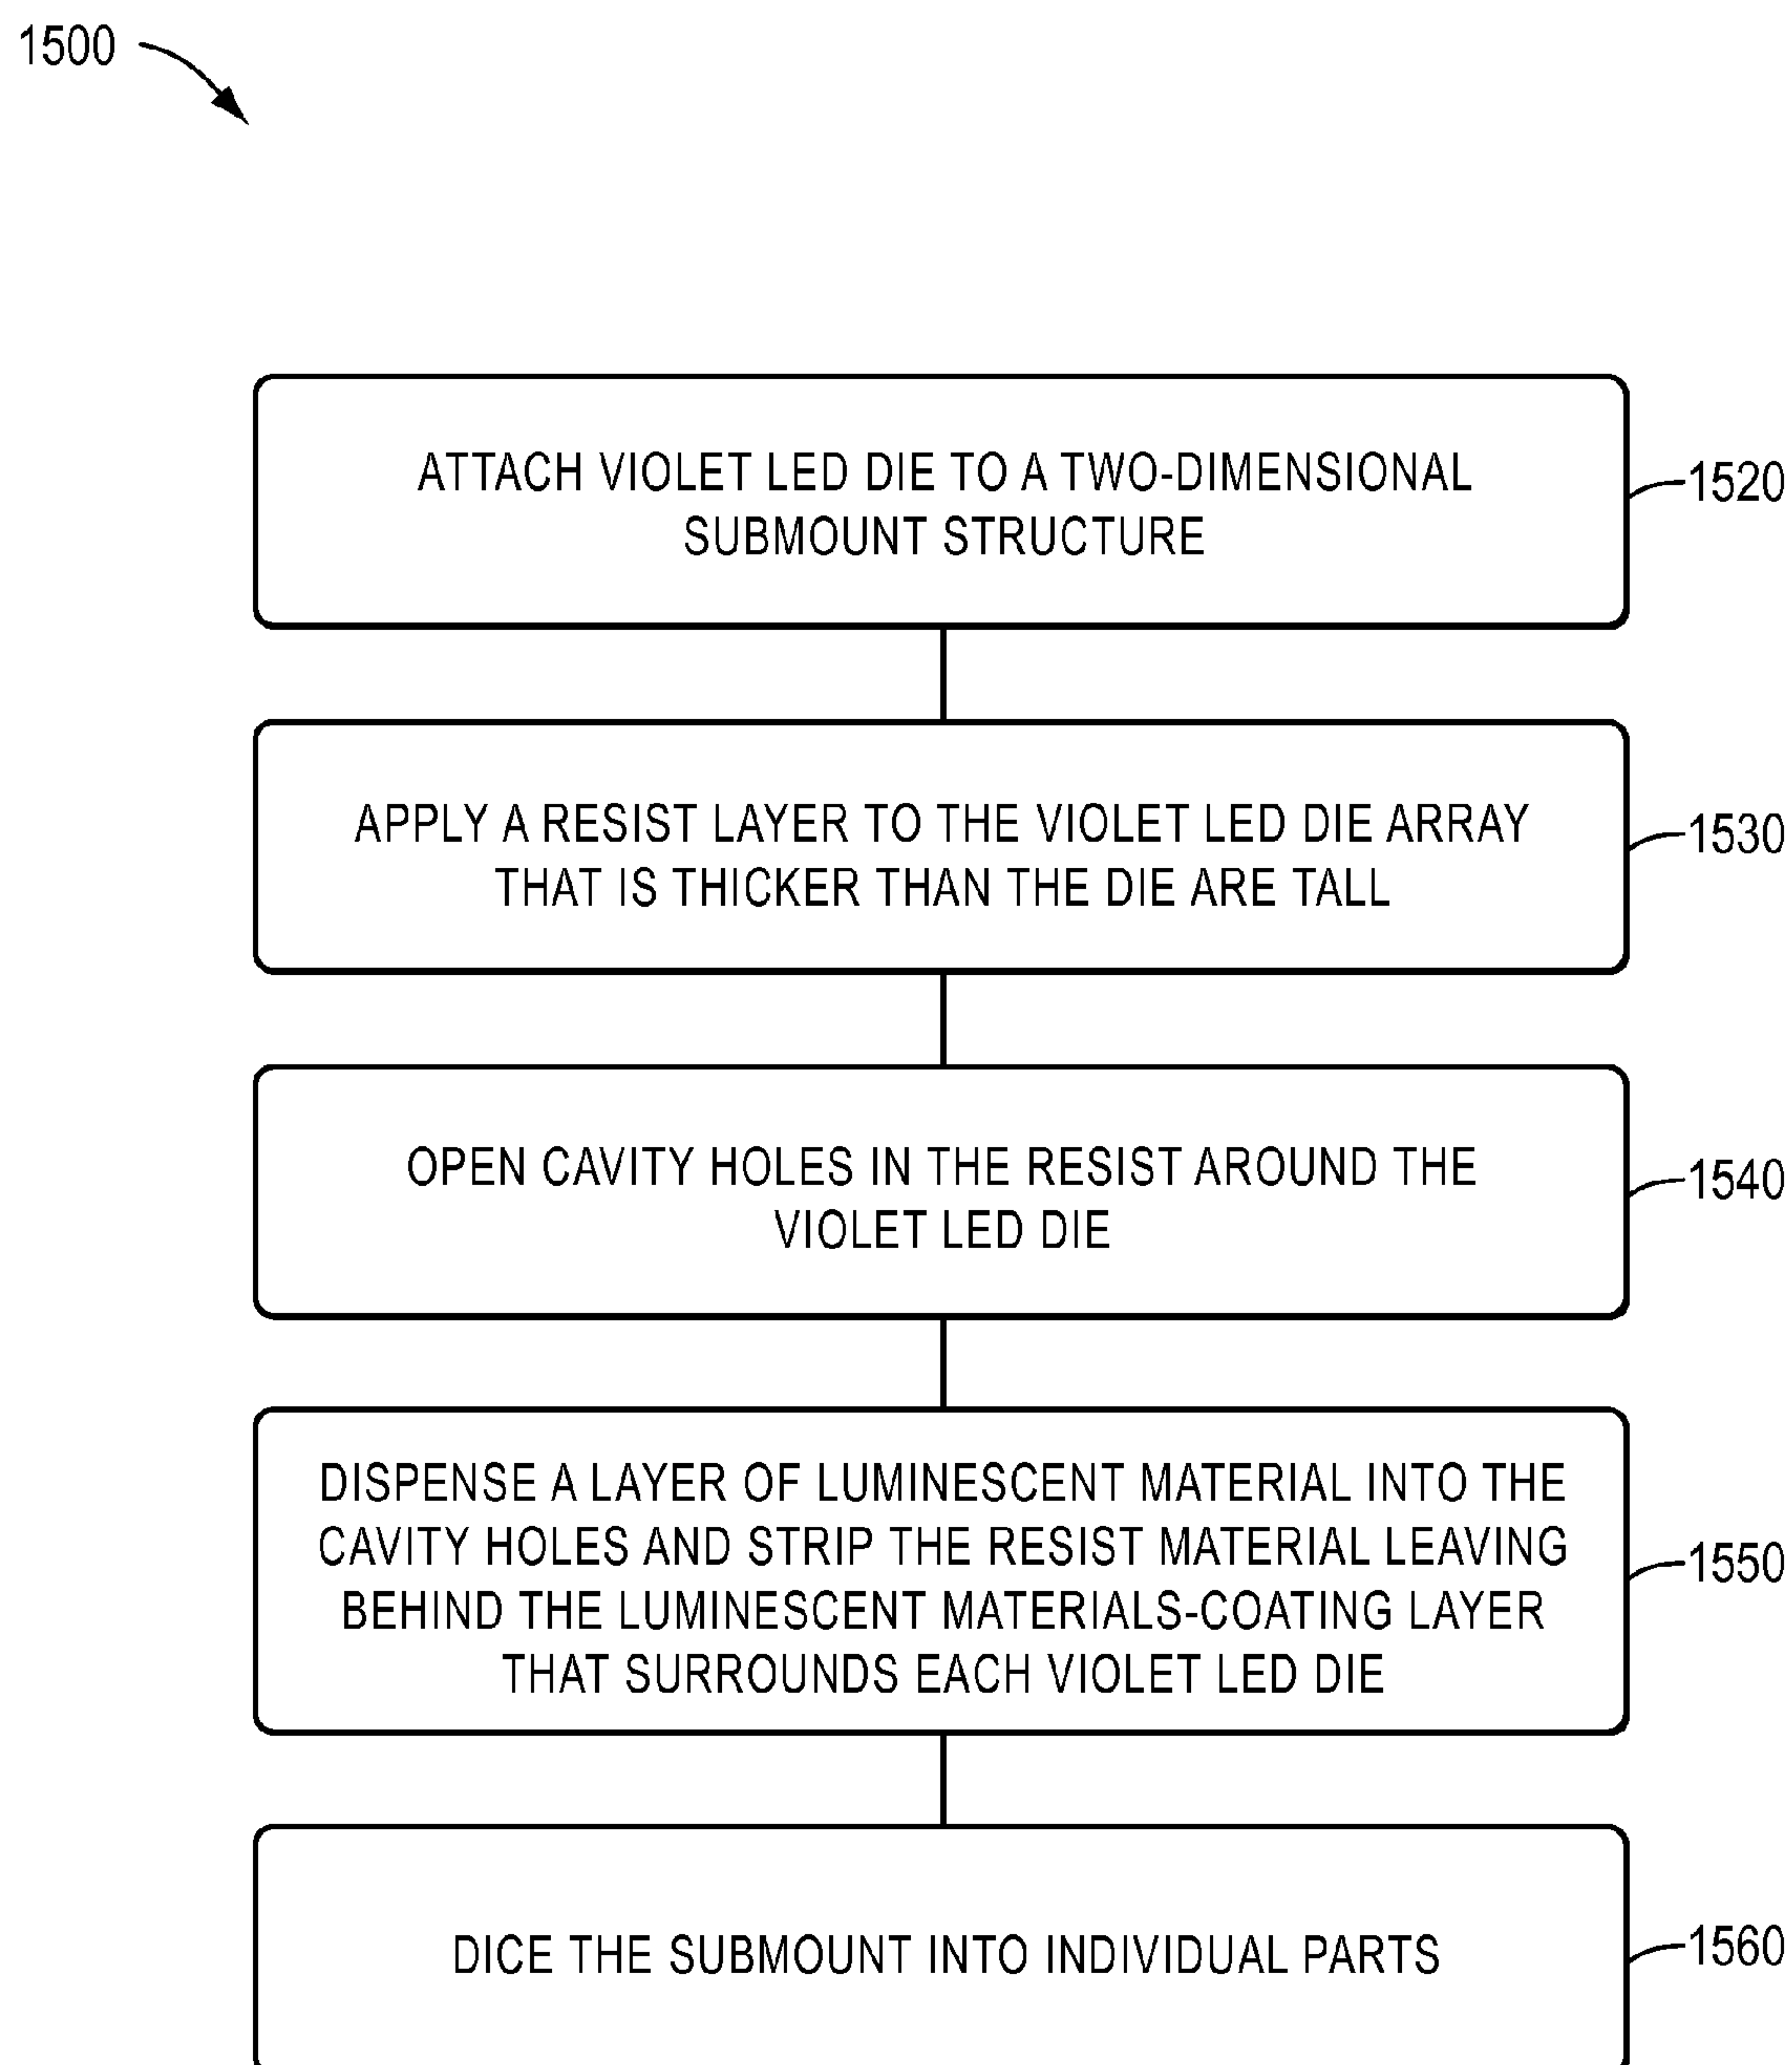 1500
ATTACH VIOLET LED DIE TO A TWO-DIMENSIONAL
SUBMOUNT STRUCTURE
1520
APPLY A RESIST LAYER TO THE VIOLET LED DIE ARRAY
THAT IS THICKER THAN THE DIE ARE TALL
1530
OPEN CAVITY HOLES IN THE RESIST AROUND THE
VIOLET LED DIE
1540
DISPENSE A LAYER OF LUMINESCENT MATERIAL INTO THE
CAVITY HOLES AND STRIP THE RESIST MATERIAL LEAVING
BEHIND THE LUMINESCENT MATERIALS-COATING LAYER
THAT SURROUNDS EACH VIOLET LED DIE
1550
DICE THE SUBMOUNT INTO INDIVIDUAL PARTS
1560